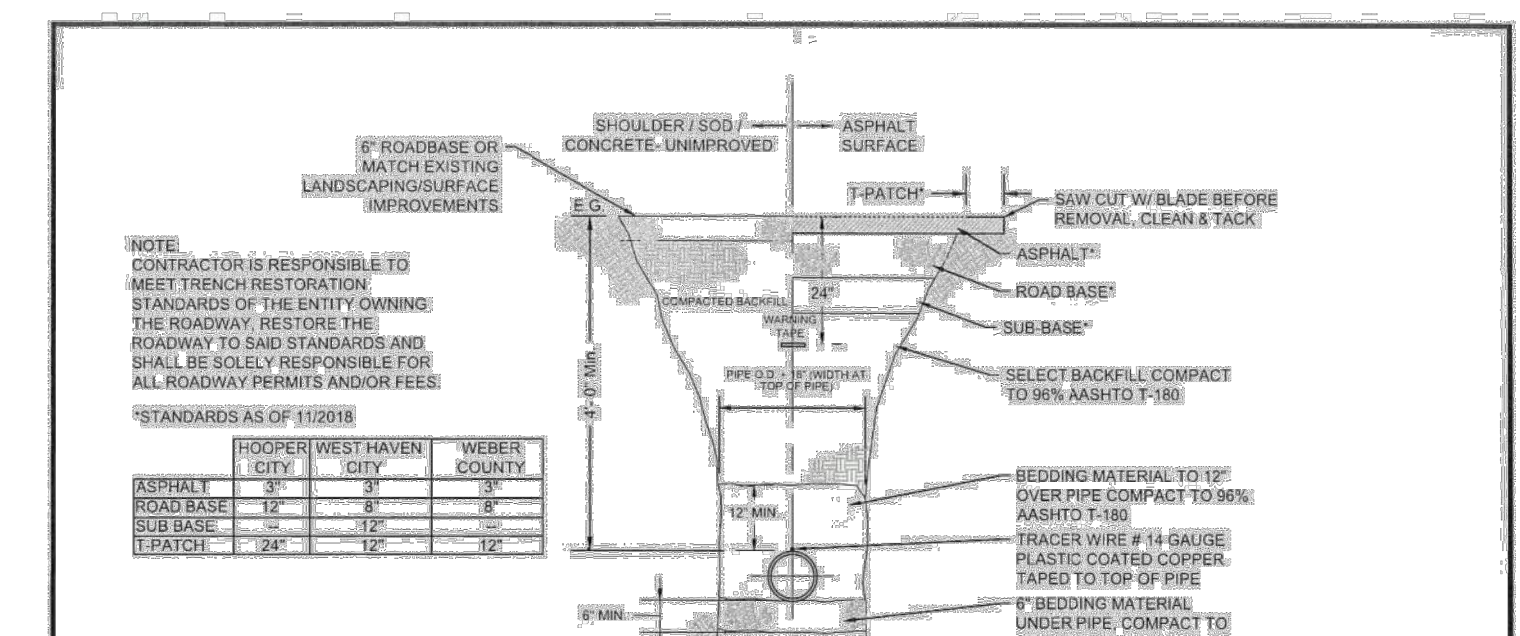 SHOULDER / SOD /
CONCRETE- UNIMPROVED
ASPHALT
SURFACE
6" ROADBASE OR
MATCH EXISTING
LANDSCAPING/SURFACE
IMPROVEMENTS
E.G.
T-PATCH*
SAW CUT W/ BLADE BEFORE
REMOVAL, CLEAN & TACK
ASPHALT*
ROAD BASE*
SUB-BASE*
NOTE:
CONTRACTOR IS RESPONSIBLE TO
MEET TRENCH RESTORATION
STANDARDS OF THE ENTITY OWNING
THE ROADWAY, RESTORE THE
ROADWAY TO SAID STANDARDS AND
SHALL BE SOLELY RESPONSIBLE FOR
ALL ROADWAY PERMITS AND/OR FEES.
*STANDARDS AS OF 11/2018
COMPACTED BACKFILL
24"
WARNING
TAPE
4'- 0" Min.
PIPE O.D. + 18" (WIDTH AT
TOP OF PIPE)
SELECT BACKFILL COMPACT
TO 96% AASHTO T-180
HOOPER CITY WEST HAVEN CITY WEBER COUNTY
ASPHALT 3" 3" 3"
ROAD BASE 12" 8" 8"
SUB BASE -- 12" --
T-PATCH 24" 12" 12"
12" MIN
BEDDING MATERIAL TO 12"
OVER PIPE COMPACT TO 96%
AASHTO T-180
TRACER WIRE # 14 GAUGE
PLASTIC COATED COPPER
TAPED TO TOP OF PIPE
6" MIN
6" BEDDING MATERIAL
UNDER PIPE, COMPACT TO